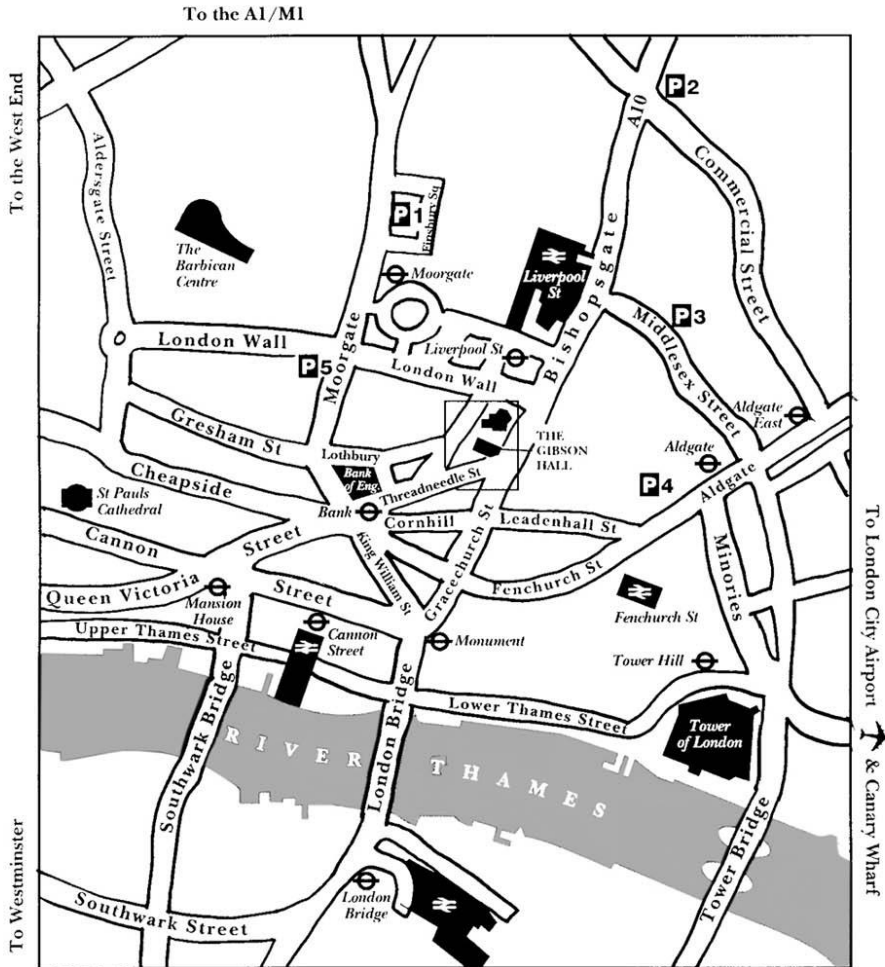 To the A1/M1
To the West End
A10
P2
Aldersgate Street
Commercial Street
P1
Finsbury Sq
The
Barbican
Centre
Moorgate
Liverpool
St
Bishopsgate
P3
Middlesex Street
London Wall
Moorgate
P5
Liverpool St
London Wall
Aldgate
East
Gresham St
THE
GIBSON
HALL
Aldgate
Lothbury
Bank
of Eng.
Threadneedle St
P4
Aldgate
Cheapside
St Pauls
Cathedral
Bank
Cornhill
Leadenhall St
Cannon
Street
King William St
Gracechurch St
Minories
Fenchurch St
Queen Victoria
Mansion
House
Street
Fenchurch St
Upper Thames Street
Cannon
Street
Monument
Tower Hill
Lower Thames Street
Tower
of London
Southwark Bridge
London Bridge
RIVER THAMES
Tower Bridge
London
Bridge
Southwark Street
To Westminster
To London City Airport & Canary Wharf